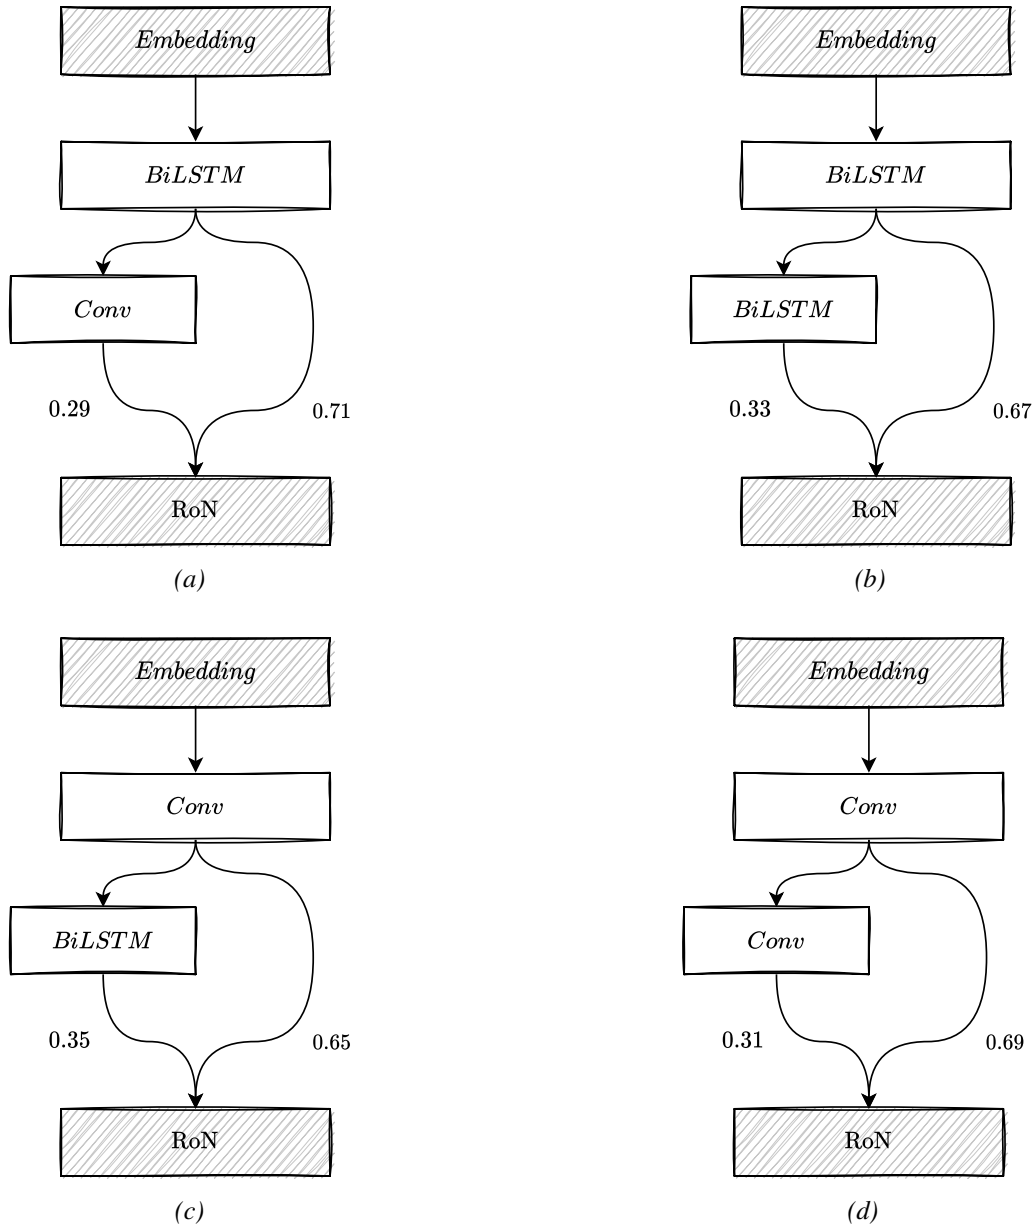 Embedding
BiLSTM
Conv
0.29
0.71
RoN
(a)
Embedding
BiLSTM
BiLSTM
0.33
0.67
RoN
(b)
Embedding
Conv
BiLSTM
0.35
0.65
RoN
(c)
Embedding
Conv
Conv
0.31
0.69
RoN
(d)